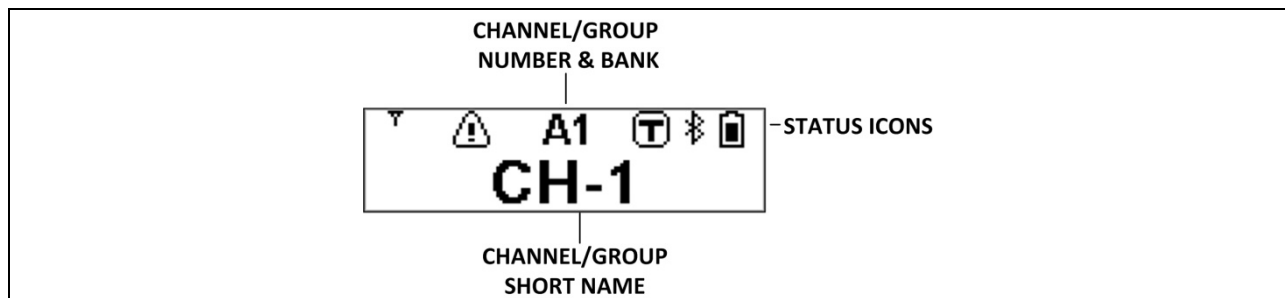 CHANNEL/GROUP
NUMBER & BANK
A1 T
STATUS ICONS
CH-1
CHANNEL/GROUP
SHORT NAME